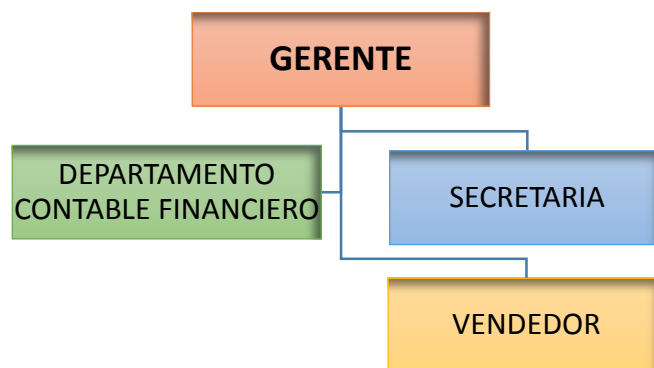 GERENTE
DEPARTAMENTO
CONTABLE FINANCIERO
SECRETARIA
VENDEDOR